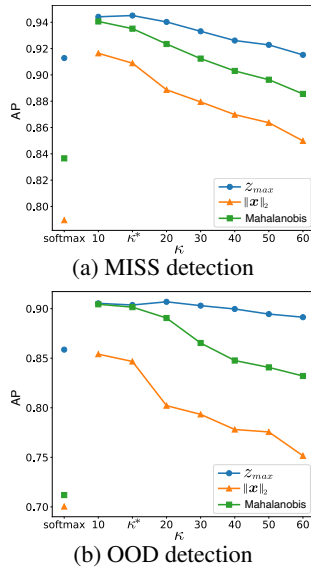 0.94
0.92
0.90
0.88
0.86
0.84
0.82
0.80
AP
z_max
‖x‖₂
Mahalanobis
softmax 10 κ* 20 30 40 50 60
κ
(a) MISS detection
0.90
0.85
0.80
0.75
0.70
AP
z_max
‖x‖₂
Mahalanobis
softmax 10 κ* 20 30 40 50 60
κ
(b) OOD detection